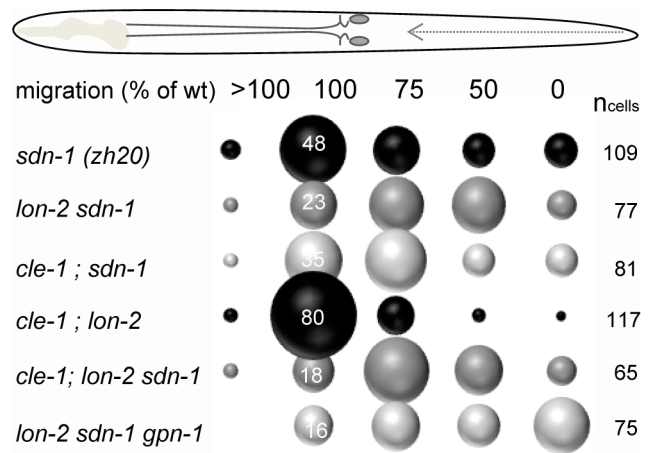 migration (% of wt) >100 100 75 50 0 ncells
sdn-1 (zh20) 48 109
lon-2 sdn-1 23 77
cle-1 ; sdn-1 35 81
cle-1 ; lon-2 80 117
cle-1; lon-2 sdn-1 18 65
lon-2 sdn-1 gpn-1 16 75